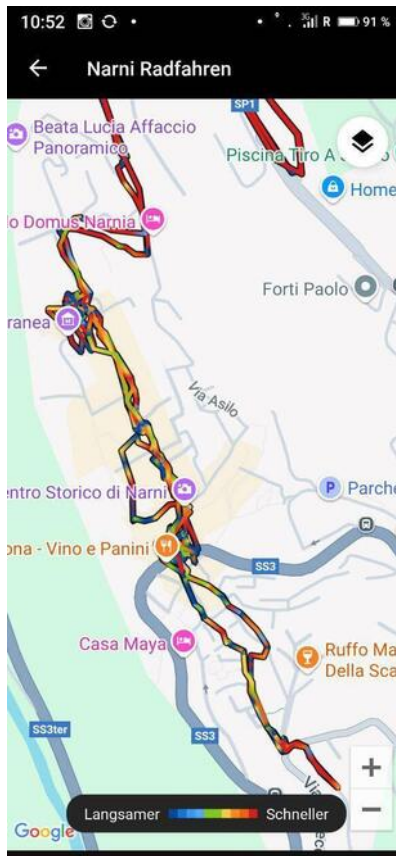 10:52
R 91 %
Narni Radfahren
SP1
Beata Lucia Affaccio
Panoramico
Piscina Tiro A
Home
o Domus Narnia
Forti Paolo
ranea
Via Asilo
entro Storico di Narni
P Parche
ona - Vino e Panini
SS3
Casa Maya
Ruffo Ma
Della Sca
SS3ter
SS3
Via
+
Langsamer Schneller
−
Google